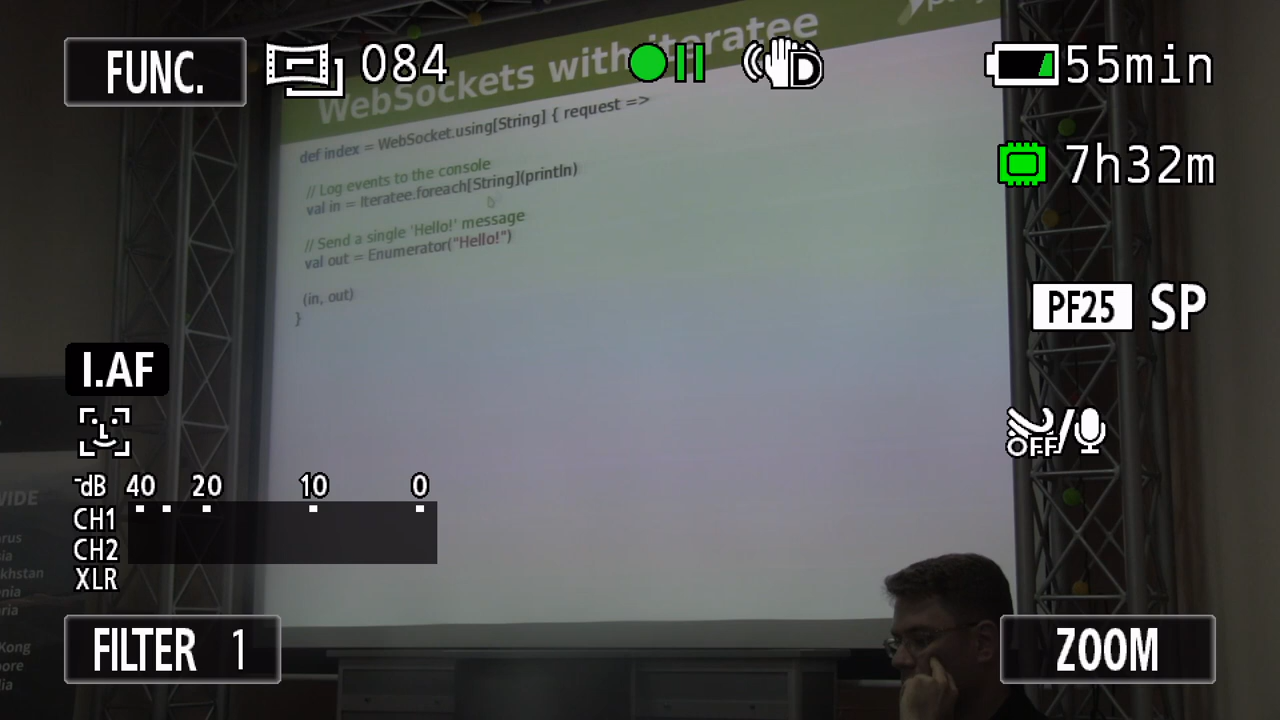 FUNC.
084
55min
7h32m
PF25 SP
WebSockets with iteratee
play
def index = WebSocket.using[String] { request =>
// Log events to the console
val in = Iteratee.foreach[String](println)
// Send a single 'Hello!' message
val out = Enumerator("Hello!")
(in, out)
}
I.AF
OFF
-dB 40 20 10 0
CH1
CH2
XLR
FILTER 1
ZOOM
D
WIDE
Kong